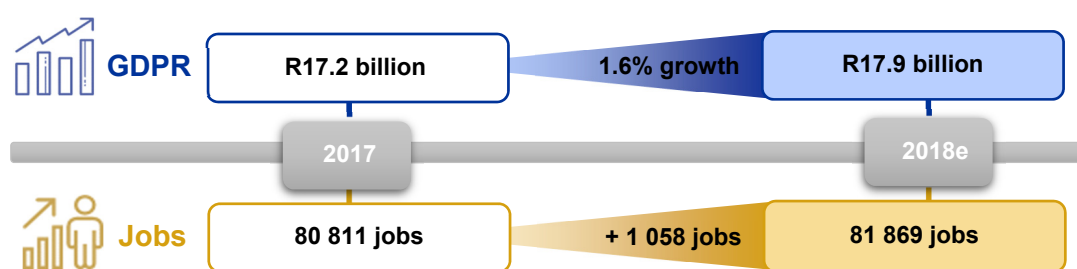 GDPR
R17.2 billion
1.6% growth
R17.9 billion
2017
2018e
Jobs
80 811 jobs
+ 1 058 jobs
81 869 jobs